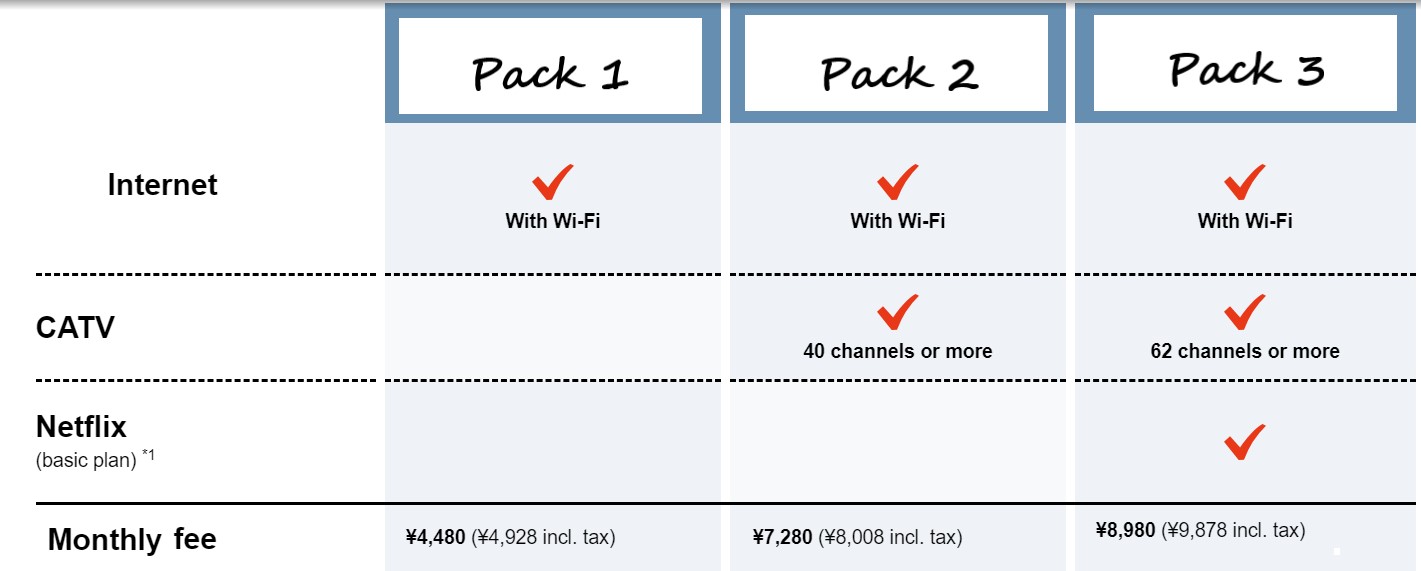 Pack 1 Pack 2 Pack 3
Internet
With Wi-Fi With Wi-Fi With Wi-Fi
CATV
40 channels or more 62 channels or more
Netflix
(basic plan) *1
Monthly fee ¥4,480 (¥4,928 incl. tax) ¥7,280 (¥8,008 incl. tax) ¥8,980 (¥9,878 incl. tax)